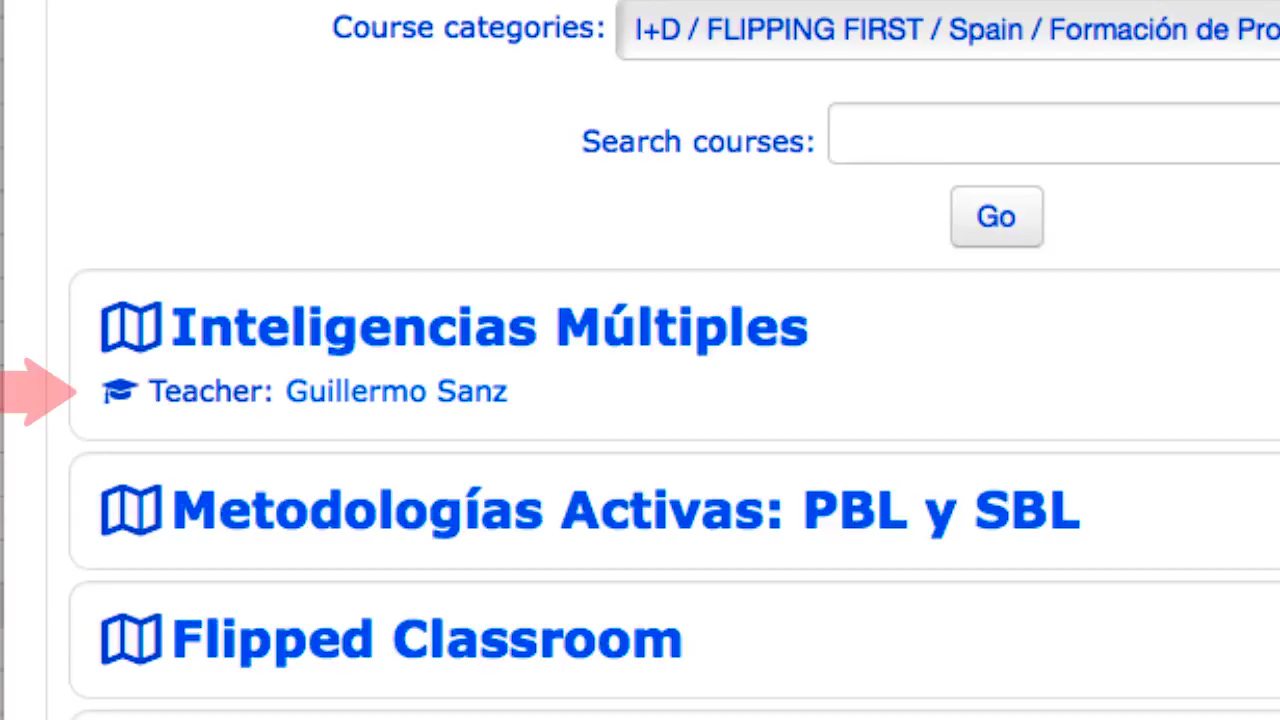 Course categories: I+D / FLIPPING FIRST / Spain / Formación de Pro
Search courses:
Go
Inteligencias Múltiples
Teacher: Guillermo Sanz
Metodologías Activas: PBL y SBL
Flipped Classroom